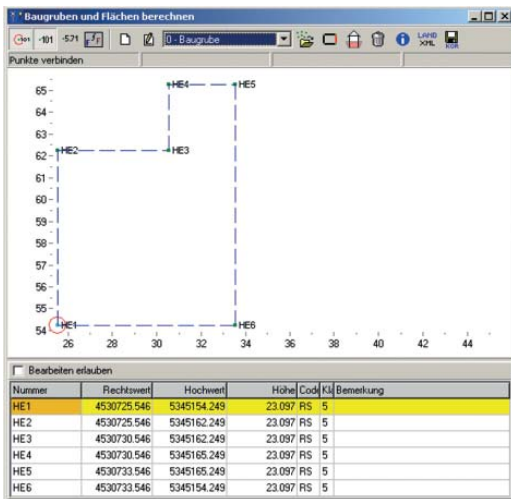 Baugruben und Flächen berechnen
-101 -5.71 0 - Baugrube LAND XML KOR
Punkte verbinden
65
64
63
62
61
60
59
58
57
56
55
54
HE4 HE5
HE2 HE3
HE1 HE6
26 28 30 32 34 36 38 40 42 44
Bearbeiten erlauben
Nummer Rechtswert Hochwert Höhe Code Kla Bemerkung
HE1 4530725.546 5345154.249 23.097 RS 5
HE2 4530725.546 5345162.249 23.097 RS 5
HE3 4530730.546 5345162.249 23.097 RS 5
HE4 4530730.546 5345165.249 23.097 RS 5
HE5 4530733.546 5345165.249 23.097 RS 5
HE6 4530733.546 5345154.249 23.097 RS 5